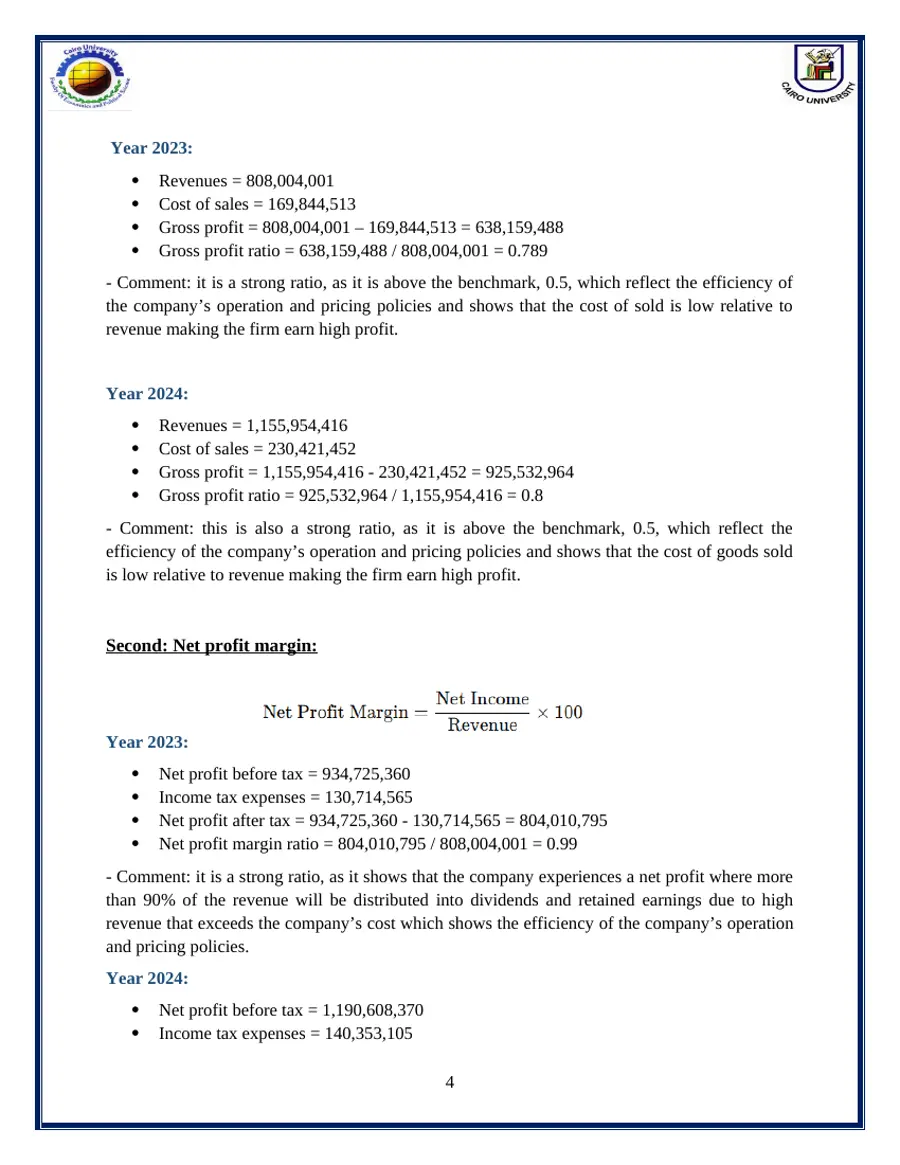 Cairo University
Faculty Of Economics and Political Science
CAIRO UNIVERSITY
Year 2023:
• Revenues = 808,004,001
• Cost of sales = 169,844,513
• Gross profit = 808,004,001 – 169,844,513 = 638,159,488
• Gross profit ratio = 638,159,488 / 808,004,001 = 0.789
- Comment: it is a strong ratio, as it is above the benchmark, 0.5, which reflect the efficiency of
the company’s operation and pricing policies and shows that the cost of sold is low relative to
revenue making the firm earn high profit.
Year 2024:
• Revenues = 1,155,954,416
• Cost of sales = 230,421,452
• Gross profit = 1,155,954,416 - 230,421,452 = 925,532,964
• Gross profit ratio = 925,532,964 / 1,155,954,416 = 0.8
- Comment: this is also a strong ratio, as it is above the benchmark, 0.5, which reflect the
efficiency of the company’s operation and pricing policies and shows that the cost of goods sold
is low relative to revenue making the firm earn high profit.
Second: Net profit margin:
Net Profit Margin = Net Income / Revenue × 100
Year 2023:
• Net profit before tax = 934,725,360
• Income tax expenses = 130,714,565
• Net profit after tax = 934,725,360 - 130,714,565 = 804,010,795
• Net profit margin ratio = 804,010,795 / 808,004,001 = 0.99
- Comment: it is a strong ratio, as it shows that the company experiences a net profit where more
than 90% of the revenue will be distributed into dividends and retained earnings due to high
revenue that exceeds the company’s cost which shows the efficiency of the company’s operation
and pricing policies.
Year 2024:
• Net profit before tax = 1,190,608,370
• Income tax expenses = 140,353,105
4